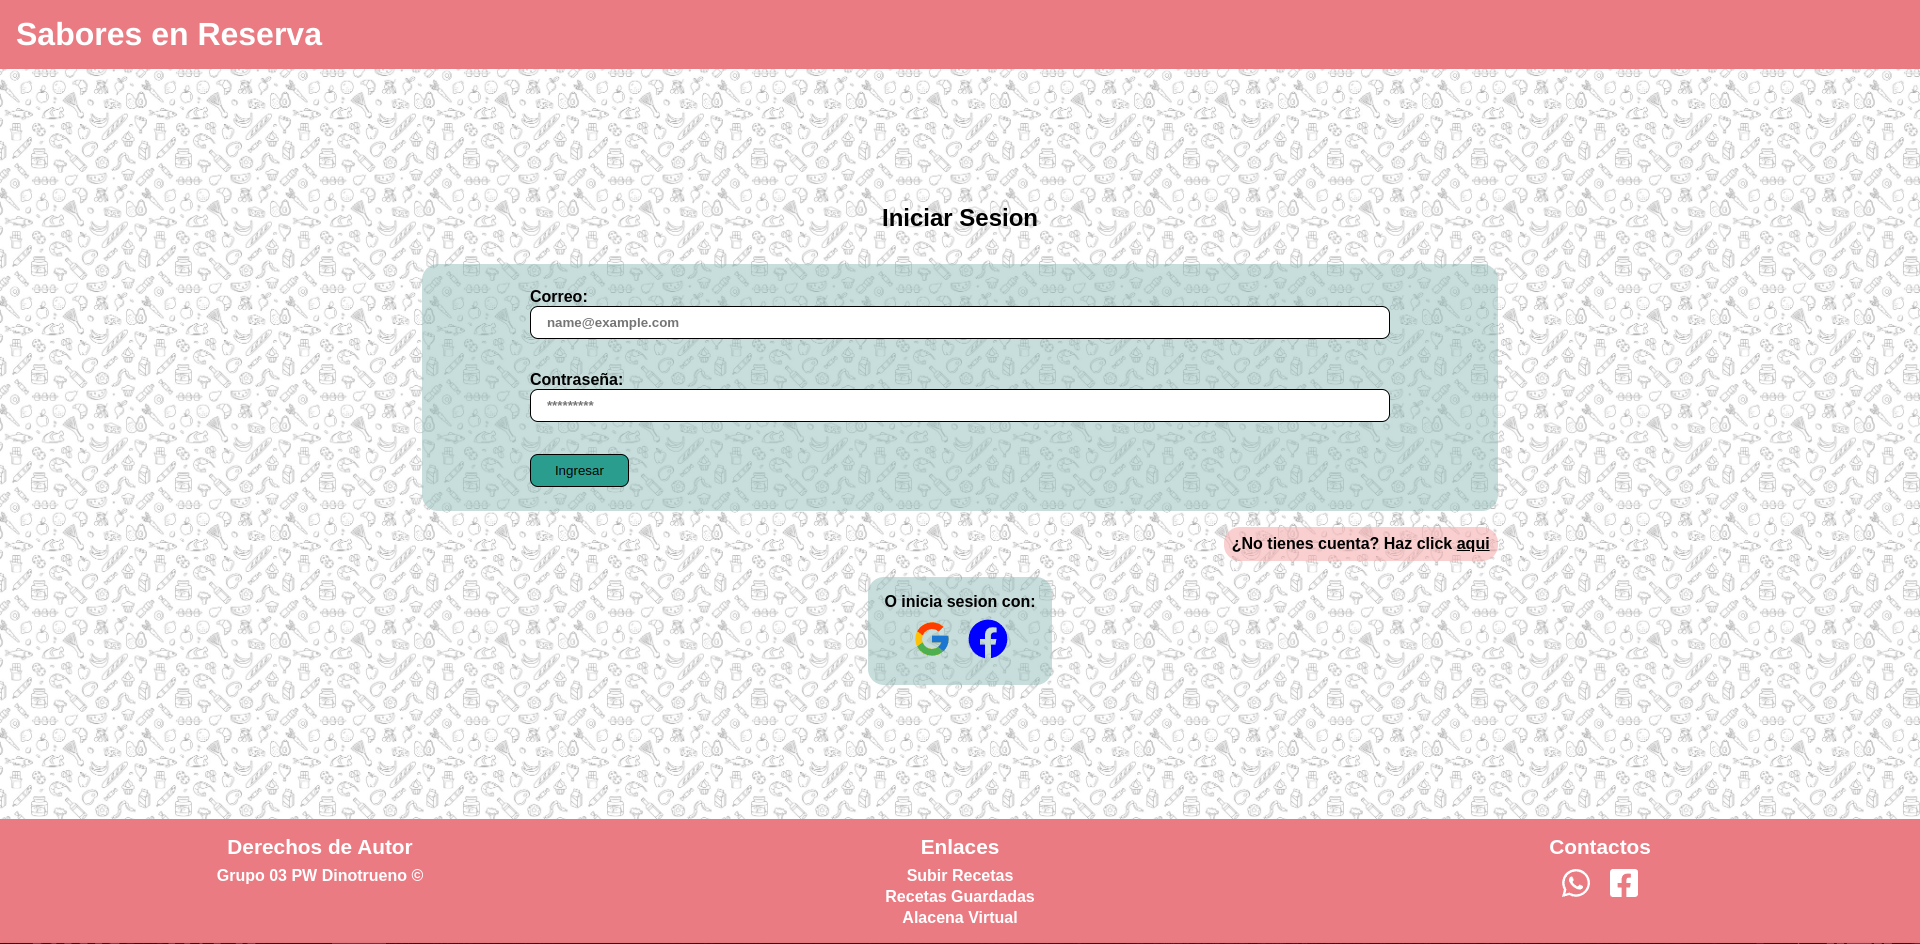 Sabores en Reserva
Iniciar Sesion
Correo:
name@example.com
Contraseña:
*********
Ingresar
¿No tienes cuenta? Haz click aqui
O inicia sesion con:
Derechos de Autor
Grupo 03 PW Dinotrueno ©
Enlaces
Subir Recetas
Recetas Guardadas
Alacena Virtual
Contactos